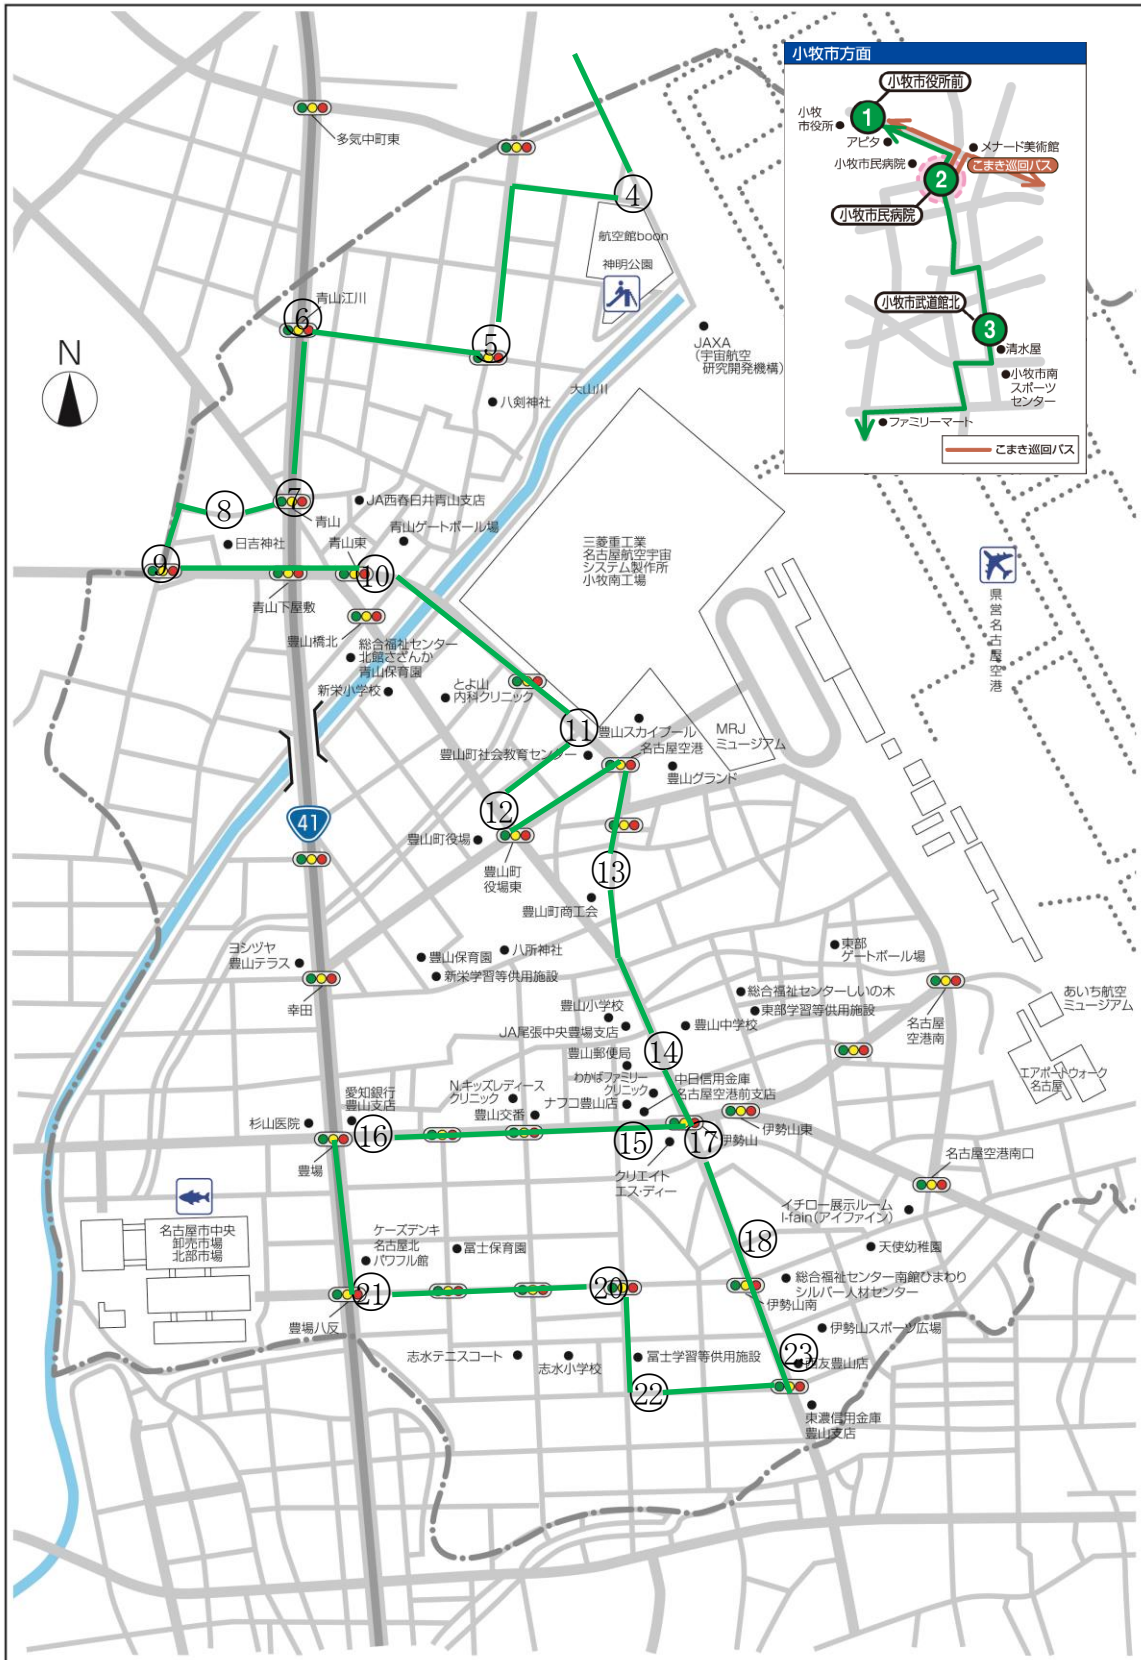 小牧市方面
小牧市役所前
1
小牧
市役所
アピタ
メナード美術館
小牧市民病院
こまき巡回バス
2
小牧市民病院
小牧市武道館北
3
清水屋
小牧市南
スポーツ
センター
ファミリーマート
こまき巡回バス
多気中町東
④
航空館boon
神明公園
青山江川
⑥
⑤
JAXA
(宇宙航空
研究開発機構)
N
大山川
八剣神社
⑦
⑧
青山
JA西春日井青山支店
青山ゲートボール場
日吉神社
青山東
⑨
⑩
三菱重工業
名古屋航空宇宙
システム製作所
小牧南工場
県営名古屋空港
青山下屋敷
豊山橋北
総合福祉センター
北館さざんか
青山保育園
新栄小学校
とよ山
内科クリニック
⑪
豊山スカイプール
名古屋空港
MRJ
ミュージアム
豊山町社会教育センター
豊山グランド
⑫
41
豊山町役場
豊山町
役場東
⑬
豊山町商工会
ヨシヅヤ
豊山テラス
豊山保育園
八所神社
新栄学習等供用施設
東部
ゲートボール場
幸田
豊山小学校
総合福祉センターしいの木
東部学習等供用施設
JA尾張中央豊場支店
豊山中学校
名古屋
空港南
あいち航空
ミュージアム
豊山郵便局
⑭
わかばファミリー
クリニック
中日信用金庫
名古屋空港前支店
エアポートウォーク
名古屋
N.キッズレディース
クリニック
ナフコ豊山店
愛知銀行
豊山支店
豊山交番
杉山医院
⑯
⑮
⑰
伊勢山
伊勢山東
豊場
クリエイト
エス・ディー
名古屋空港南口
イチロー展示ルーム
I-fain(アイファイン)
名古屋市中央
卸売市場
北部市場
ケーズデンキ
名古屋北
パワフル館
冨士保育園
⑱
天使幼稚園
総合福祉センター南館ひまわり
シルバー人材センター
⑳
㉑
伊勢山南
豊場八反
伊勢山スポーツ広場
志水テニスコート
志水小学校
冨士学習等供用施設
㉓
西友豊山店
㉒
東濃信用金庫
豊山支店